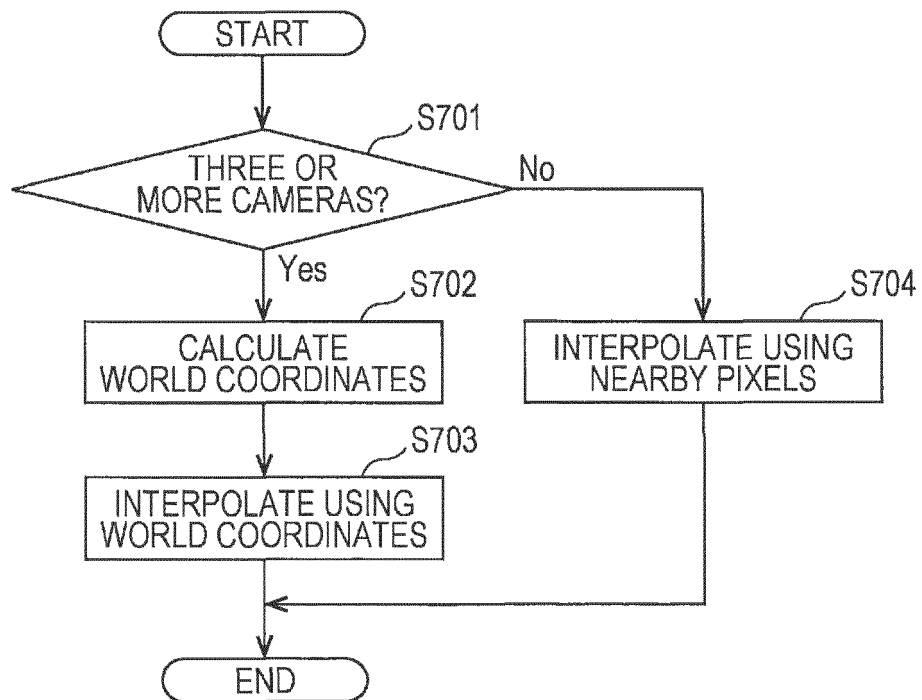 START
S701
THREE OR
MORE CAMERAS?
No
Yes
S702
CALCULATE
WORLD COORDINATES
S704
INTERPOLATE USING
NEARBY PIXELS
S703
INTERPOLATE USING
WORLD COORDINATES
END